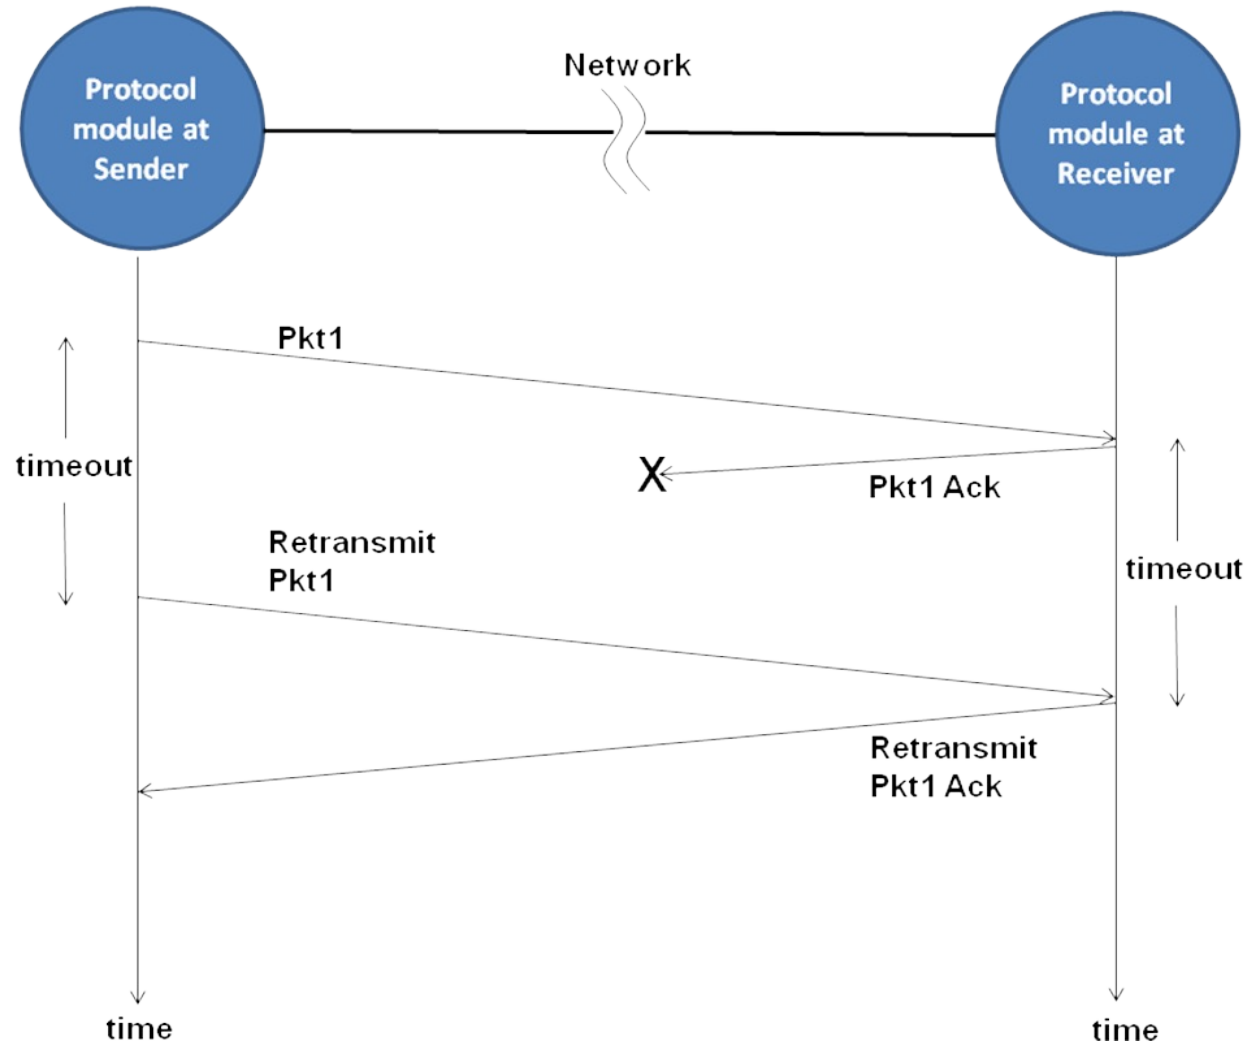 Protocol
module at
Sender
Network
Protocol
module at
Receiver
Pkt1
timeout
X
Pkt1 Ack
Retransmit
Pkt1
timeout
Retransmit
Pkt1 Ack
time
time